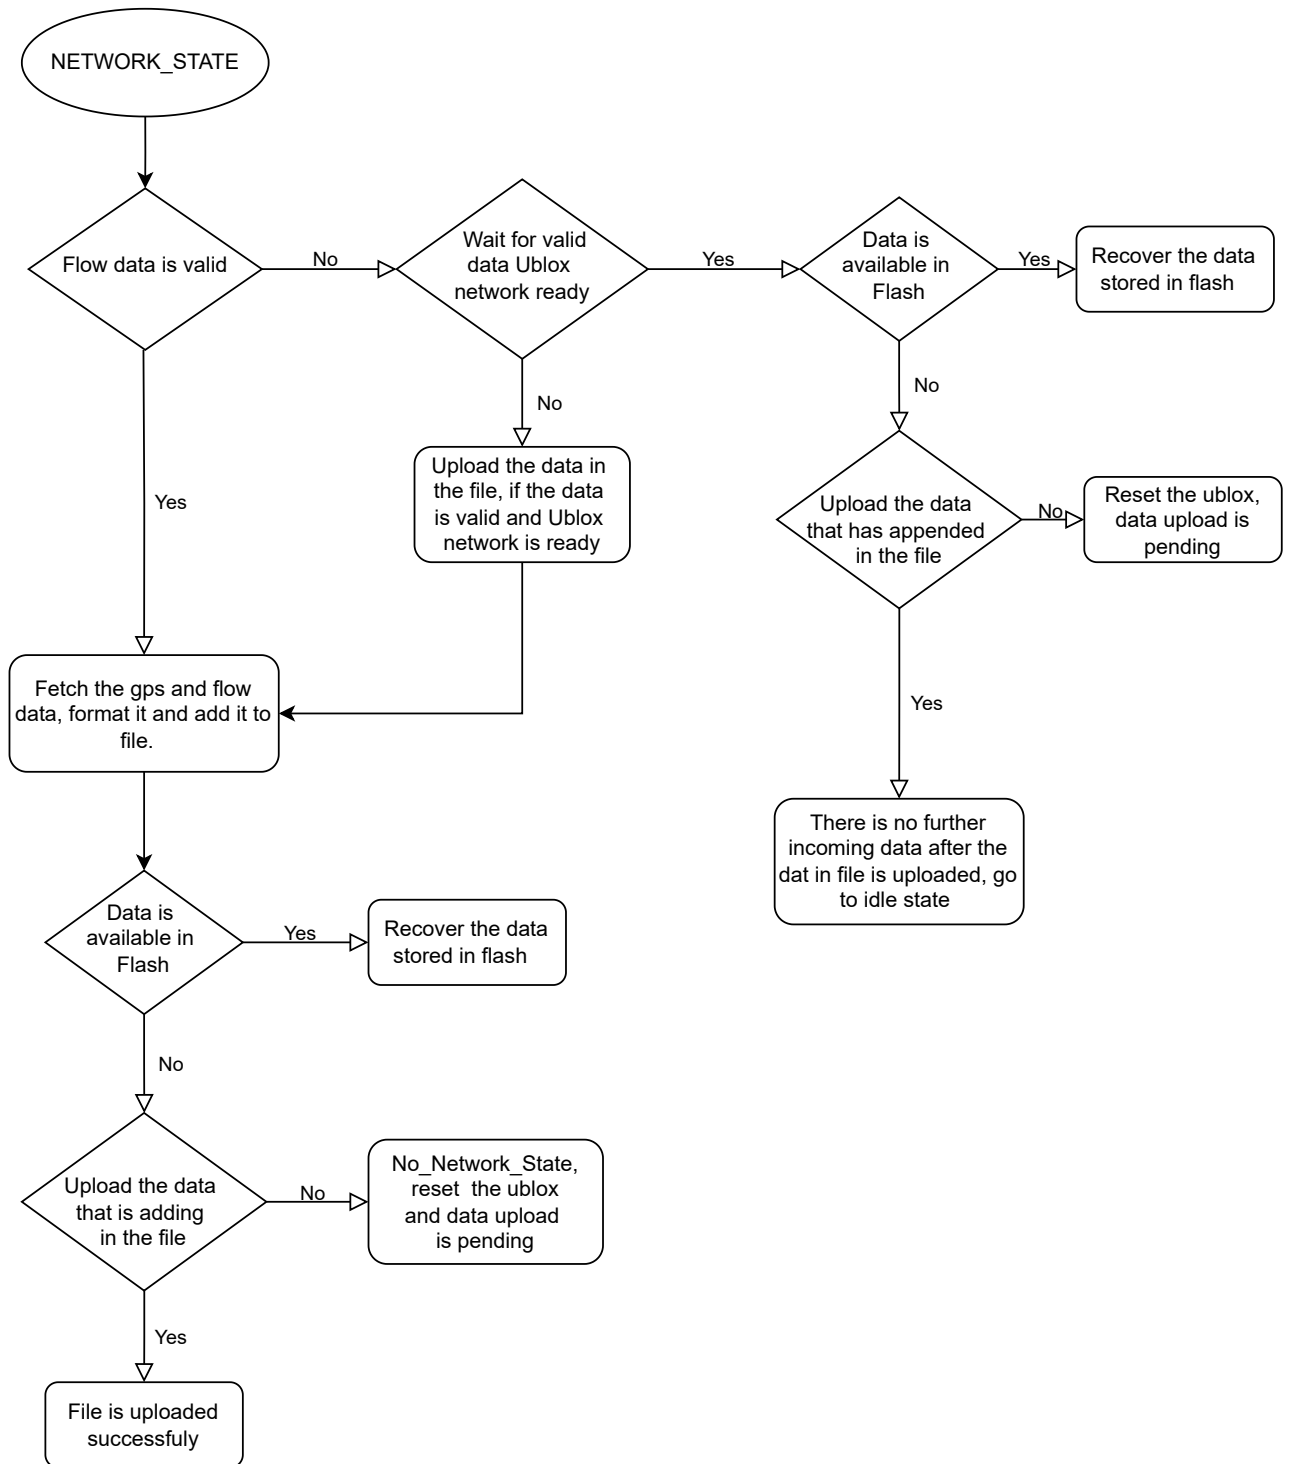 NETWORK_STATE
Flow data is valid
No
Wait for valid
data Ublox
network ready
Yes
Data is
available in
Flash
Yes
Recover the data
stored in flash
No
No
Upload the data in
the file, if the data
is valid and Ublox
network is ready
Yes
Upload the data
that has appended
in the file
No
Reset the ublox,
data upload is
pending
Fetch the gps and flow
data, format it and add it to
file.
Yes
There is no further
incoming data after the
dat in file is uploaded, go
to idle state
Data is
available in
Flash
Yes
Recover the data
stored in flash
No
Upload the data
that is adding
in the file
No
No_Network_State,
reset the ublox
and data upload
is pending
Yes
File is uploaded
successfuly